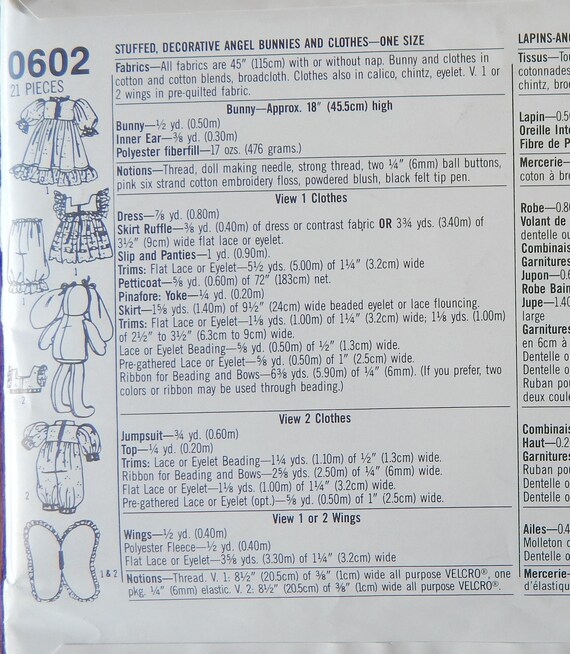 0602
21 PIECES
STUFFED, DECORATIVE ANGEL BUNNIES AND CLOTHES—ONE SIZE
Fabrics—All fabrics are 45" (115cm) with or without nap. Bunny and clothes in
cotton and cotton blends, broadcloth. Clothes also in calico, chintz, eyelet. V. 1 or
2 wings in pre-quilted fabric.
Bunny—Approx. 18" (45.5cm) high
Bunny—½ yd. (0.50m)
Inner Ear—⅜ yd. (0.30m)
Polyester fiberfill—17 ozs. (476 grams.)
Notions—Thread, doll making needle, strong thread, two ¼" (6mm) ball buttons,
pink six strand cotton embroidery floss, powdered blush, black felt tip pen.
View 1 Clothes
Dress—⅞ yd. (0.80m)
Skirt Ruffle—⅜ yd. (0.40m) of dress or contrast fabric OR 3¾ yds. (3.40m) of
3½" (9cm) wide flat lace or eyelet.
Slip and Panties—1 yd. (0.90m).
Trims: Flat Lace or Eyelet—5½ yds. (5.00m) of 1¼" (3.2cm) wide
Petticoat—⅝ yd. (0.60m) of 72" (183cm) net.
Pinafore: Yoke—¼ yd. (0.20m)
Skirt—1⅝ yds. (1.40m) of 9½" (24cm) wide beaded eyelet or lace flouncing.
Trims: Flat Lace or Eyelet—1⅛ yds. (1.00m) of 1¼" (3.2cm) wide; 1⅛ yds. (1.00m)
of 2½" to 3½" (6.3cm to 9cm) wide.
Lace or Eyelet Beading—⅝ yd. (0.50m) of ½" (1.3cm) wide.
Pre-gathered Lace or Eyelet—⅝ yd. (0.50m) of 1" (2.5cm) wide.
Ribbon for Beading and Bows—6⅜ yds. (5.90m) of ¼" (6mm). (If you prefer, two
colors or ribbon may be used through beading.)
View 2 Clothes
Jumpsuit—¾ yd. (0.60m)
Top—¼ yd. (0.20m)
Trims: Lace or Eyelet Beading—1¼ yds. (1.10m) of ½" (1.3cm) wide.
Ribbon for Beading and Bows—2⅝ yds. (2.50m) of ¼" (6mm) wide.
Flat Lace or Eyelet—1⅛ yds. (1.00m) of 1¼" (3.2cm) wide.
Pre-gathered Lace or Eyelet (opt.)—⅝ yd. (0.50m) of 1" (2.5cm) wide.
View 1 or 2 Wings
Wings—½ yd. (0.40m)
Polyester Fleece—½ yd. (0.40m)
Flat Lace or Eyelet—3⅝ yds. (3.30m) of 1¼" (3.2cm) wide
Notions—Thread. V. 1: 8½" (20.5cm) of ⅜" (1cm) wide all purpose VELCRO®, one
pkg. ¼" (6mm) elastic. V. 2: 8½" (20.5cm) of ⅜" (1cm) wide all purpose VELCRO®.
1
1
1
2
2
1 & 2
LAPINS-AN
Tissus—To
cotonnades
chintz, bro
Lapin—0.5
Oreille Int
Fibre de P
Mercerie—
coton à br
Robe—0.8
Volant de
dentelle ou
Combinais
Garnitures
Jupon—0.6
Robe Bain
Jupe—1.40
large
Garnitures
en 6cm à
Dentelle o
Dentelle o
Ruban pou
deux coule
Combinais
Haut—0.2
Garnitures
Ruban pou
Dentelle o
Dentelle o
Ailes—0.4
Molleton d
Dentelle o
Mercerie—
d'élastique